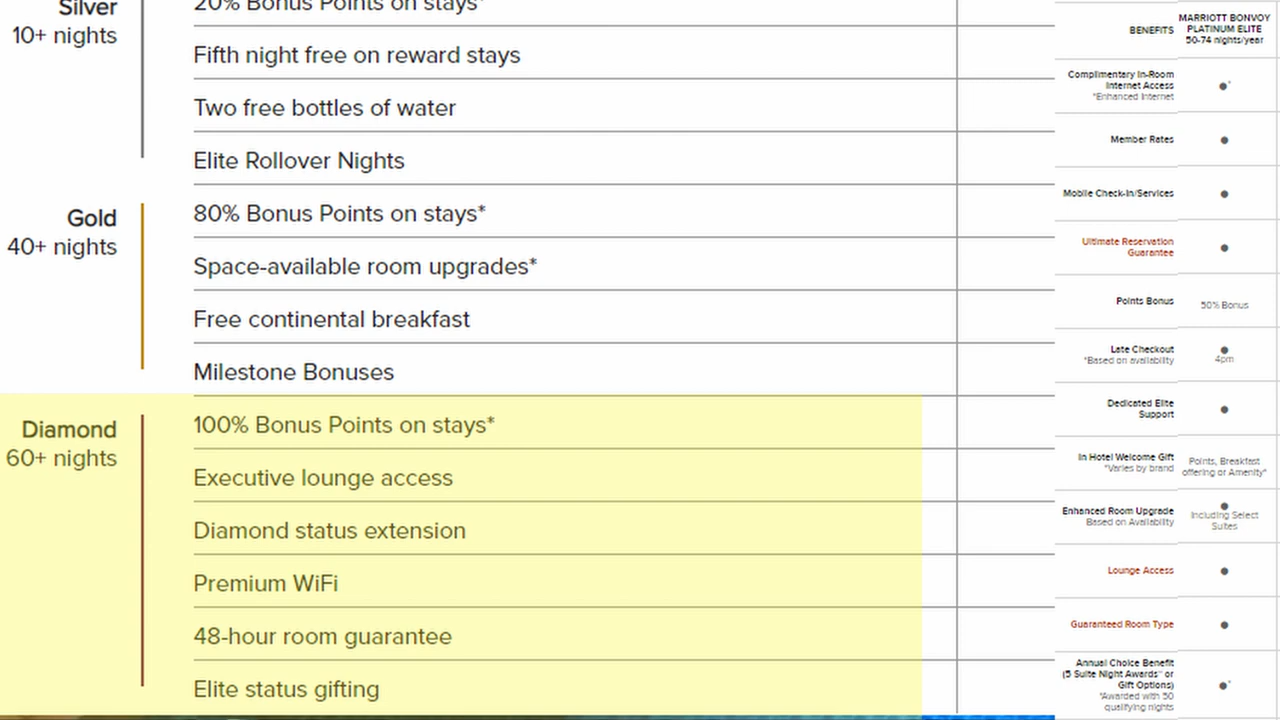 Silver
10+ nights
20% Bonus Points on stays*
Fifth night free on reward stays
Two free bottles of water
Elite Rollover Nights
Gold
40+ nights
80% Bonus Points on stays*
Space-available room upgrades*
Free continental breakfast
Milestone Bonuses
Diamond
60+ nights
100% Bonus Points on stays*
Executive lounge access
Diamond status extension
Premium WiFi
48-hour room guarantee
Elite status gifting
BENEFITS
MARRIOTT BONVOY
PLATINUM ELITE
50-74 nights/year
Complimentary In-Room
Internet Access
*Enhanced Internet
*
Member Rates
Mobile Check-In/Services
Ultimate Reservation
Guarantee
Points Bonus
50% Bonus
Late Checkout
*Based on availability
4pm
Dedicated Elite
Support
In Hotel Welcome Gift
*Varies by brand
Points, Breakfast
offering or Amenity*
Enhanced Room Upgrade
Based on Availability
Including Select
Suites
Lounge Access
Guaranteed Room Type
Annual Choice Benefit
(5 Suite Night Awards™ or
Gift Options)
*Awarded with 50
qualifying nights
*